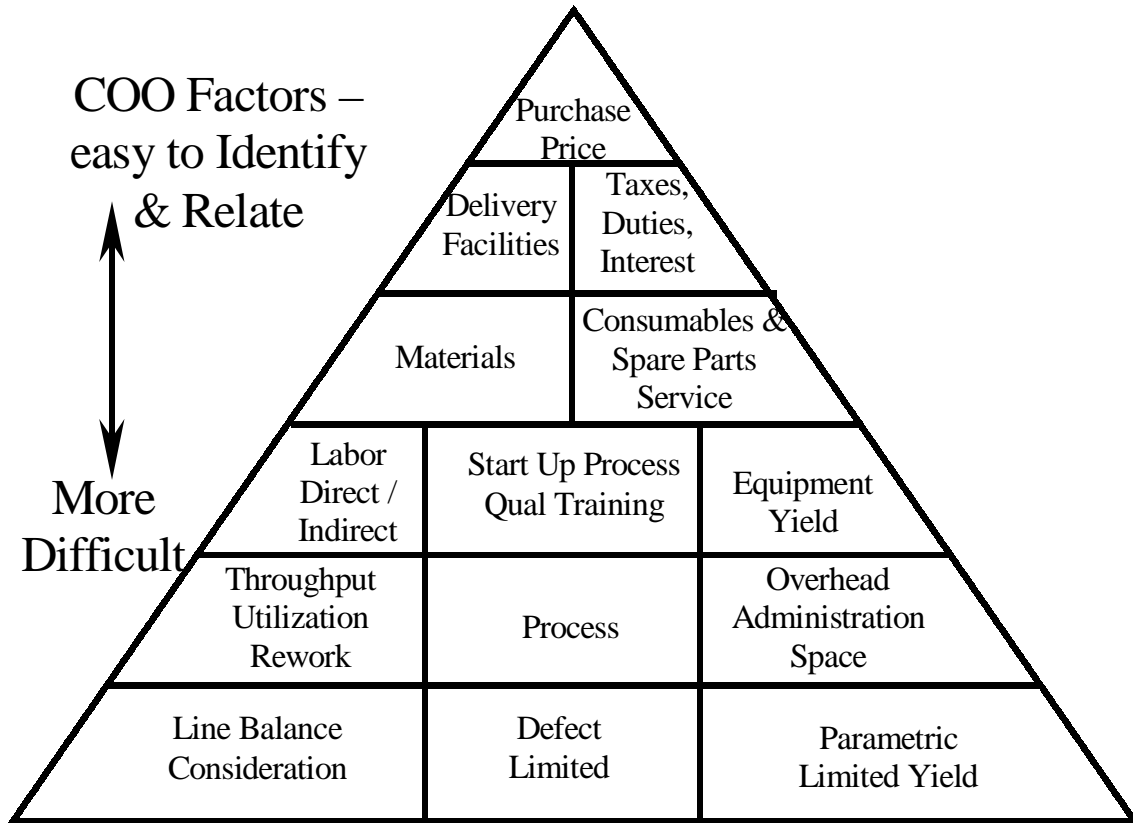 COO Factors –
easy to Identify
& Relate
More
Difficult
Purchase
Price
Delivery
Facilities
Taxes,
Duties,
Interest
Materials
Consumables &
Spare Parts
Service
Labor
Direct /
Indirect
Start Up Process
Qual Training
Equipment
Yield
Throughput
Utilization
Rework
Process
Overhead
Administration
Space
Line Balance
Consideration
Defect
Limited
Parametric
Limited Yield